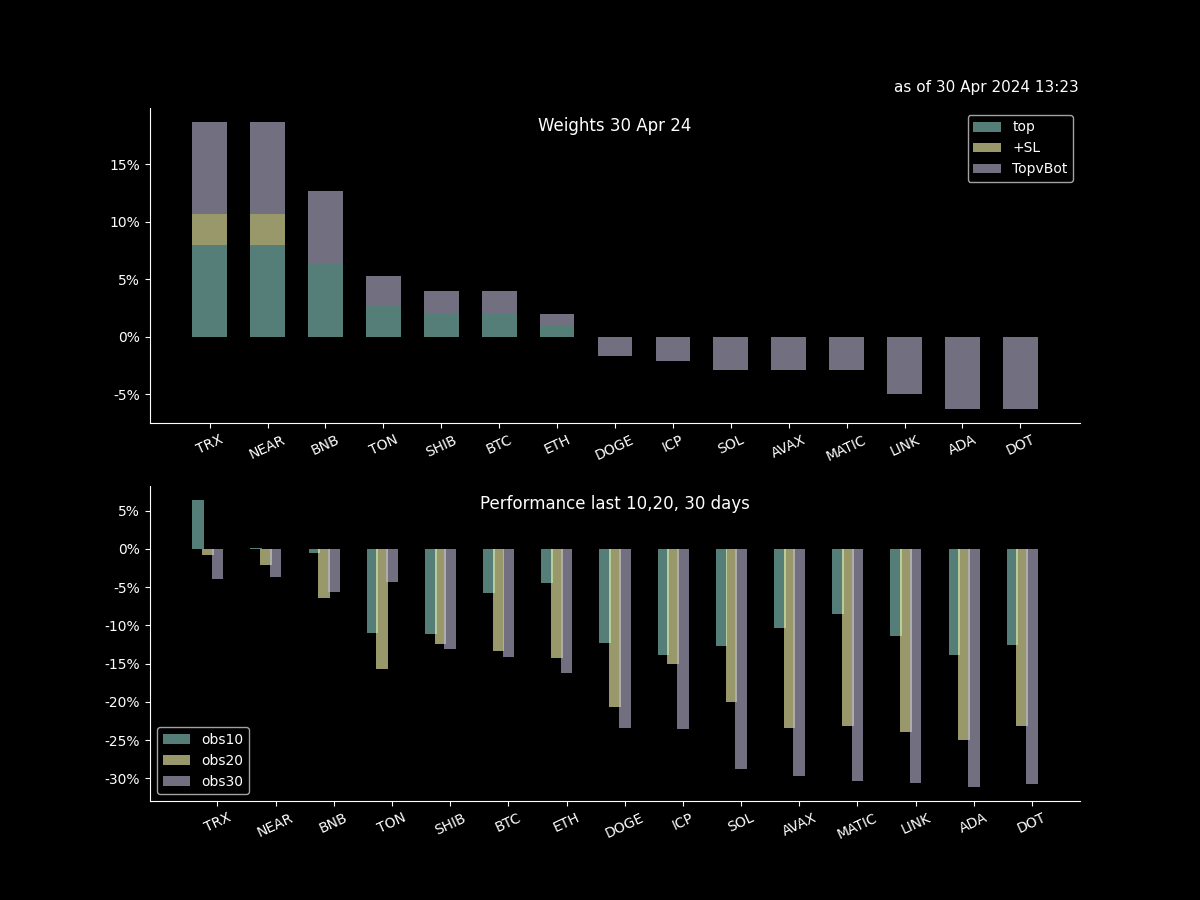 as of 30 Apr 2024 13:23
Weights 30 Apr 24
top
+SL
TopvBot
15%
10%
5%
0%
-5%
TRX NEAR BNB TON SHIB BTC ETH DOGE ICP SOL AVAX MATIC LINK ADA DOT
Performance last 10,20, 30 days
5%
0%
-5%
-10%
-15%
-20%
-25%
-30%
obs10
obs20
obs30
TRX NEAR BNB TON SHIB BTC ETH DOGE ICP SOL AVAX MATIC LINK ADA DOT